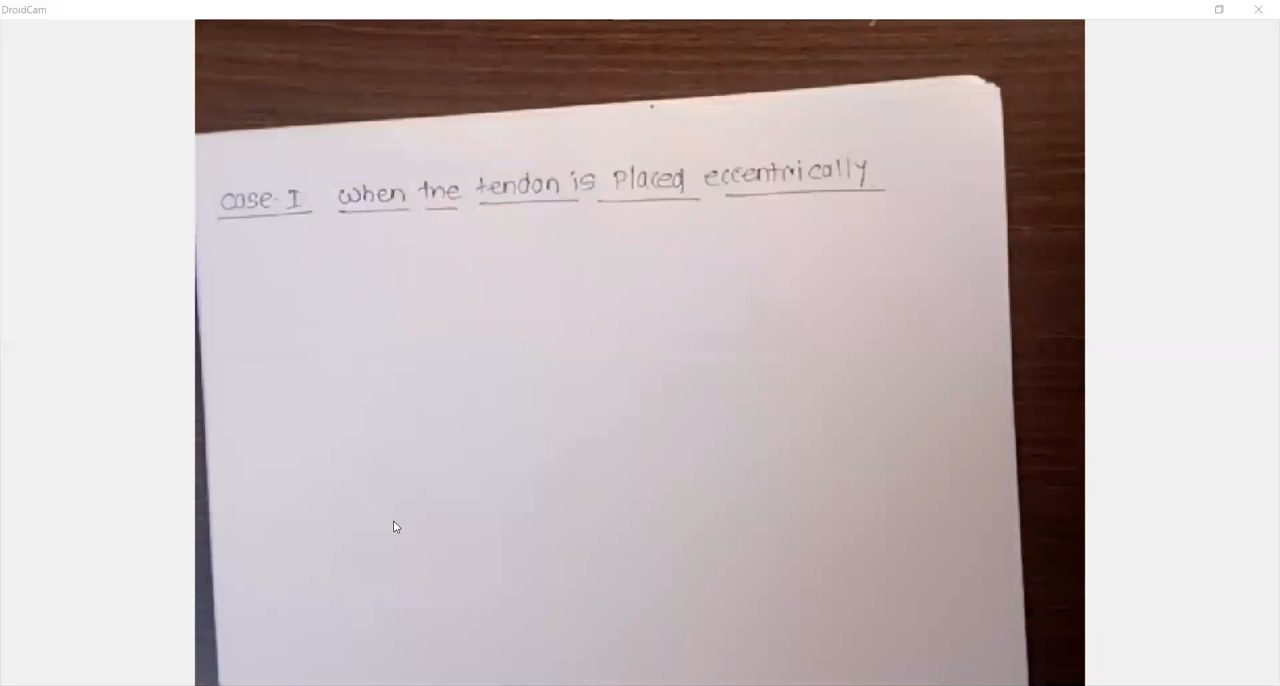 DroidCam
Case-I when the tendon is Placed eccentrically